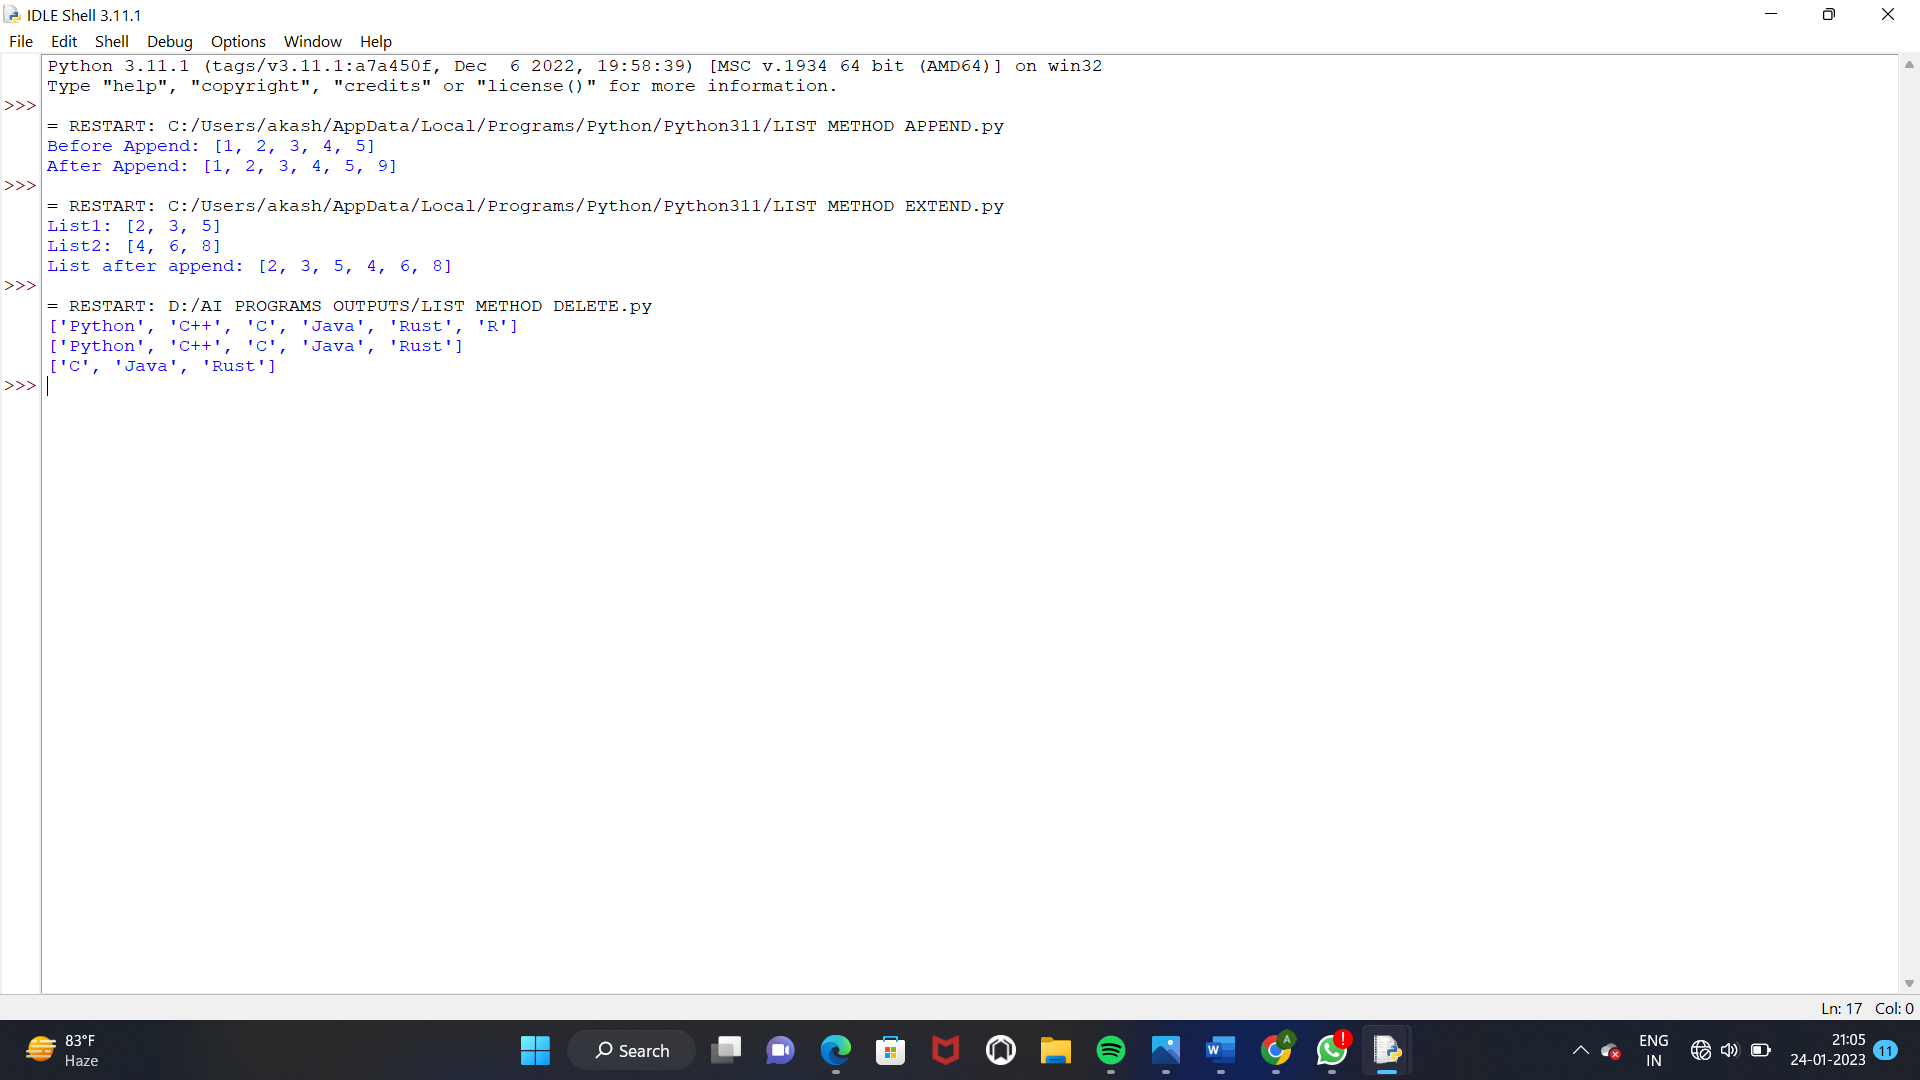 IDLE Shell 3.11.1
File Edit Shell Debug Options Window Help
Python 3.11.1 (tags/v3.11.1:a7a450f, Dec  6 2022, 19:58:39) [MSC v.1934 64 bit (AMD64)] on win32
Type "help", "copyright", "credits" or "license()" for more information.
>>>
= RESTART: C:/Users/akash/AppData/Local/Programs/Python/Python311/LIST METHOD APPEND.py
Before Append: [1, 2, 3, 4, 5]
After Append: [1, 2, 3, 4, 5, 9]
>>>
= RESTART: C:/Users/akash/AppData/Local/Programs/Python/Python311/LIST METHOD EXTEND.py
List1: [2, 3, 5]
List2: [4, 6, 8]
List after append: [2, 3, 5, 4, 6, 8]
>>>
= RESTART: D:/AI PROGRAMS OUTPUTS/LIST METHOD DELETE.py
['Python', 'C++', 'C', 'Java', 'Rust', 'R']
['Python', 'C++', 'C', 'Java', 'Rust']
['C', 'Java', 'Rust']
>>>
Ln: 17 Col: 0
83°F
Haze
Search
W
A
!
ENG
IN
21:05
24-01-2023
11